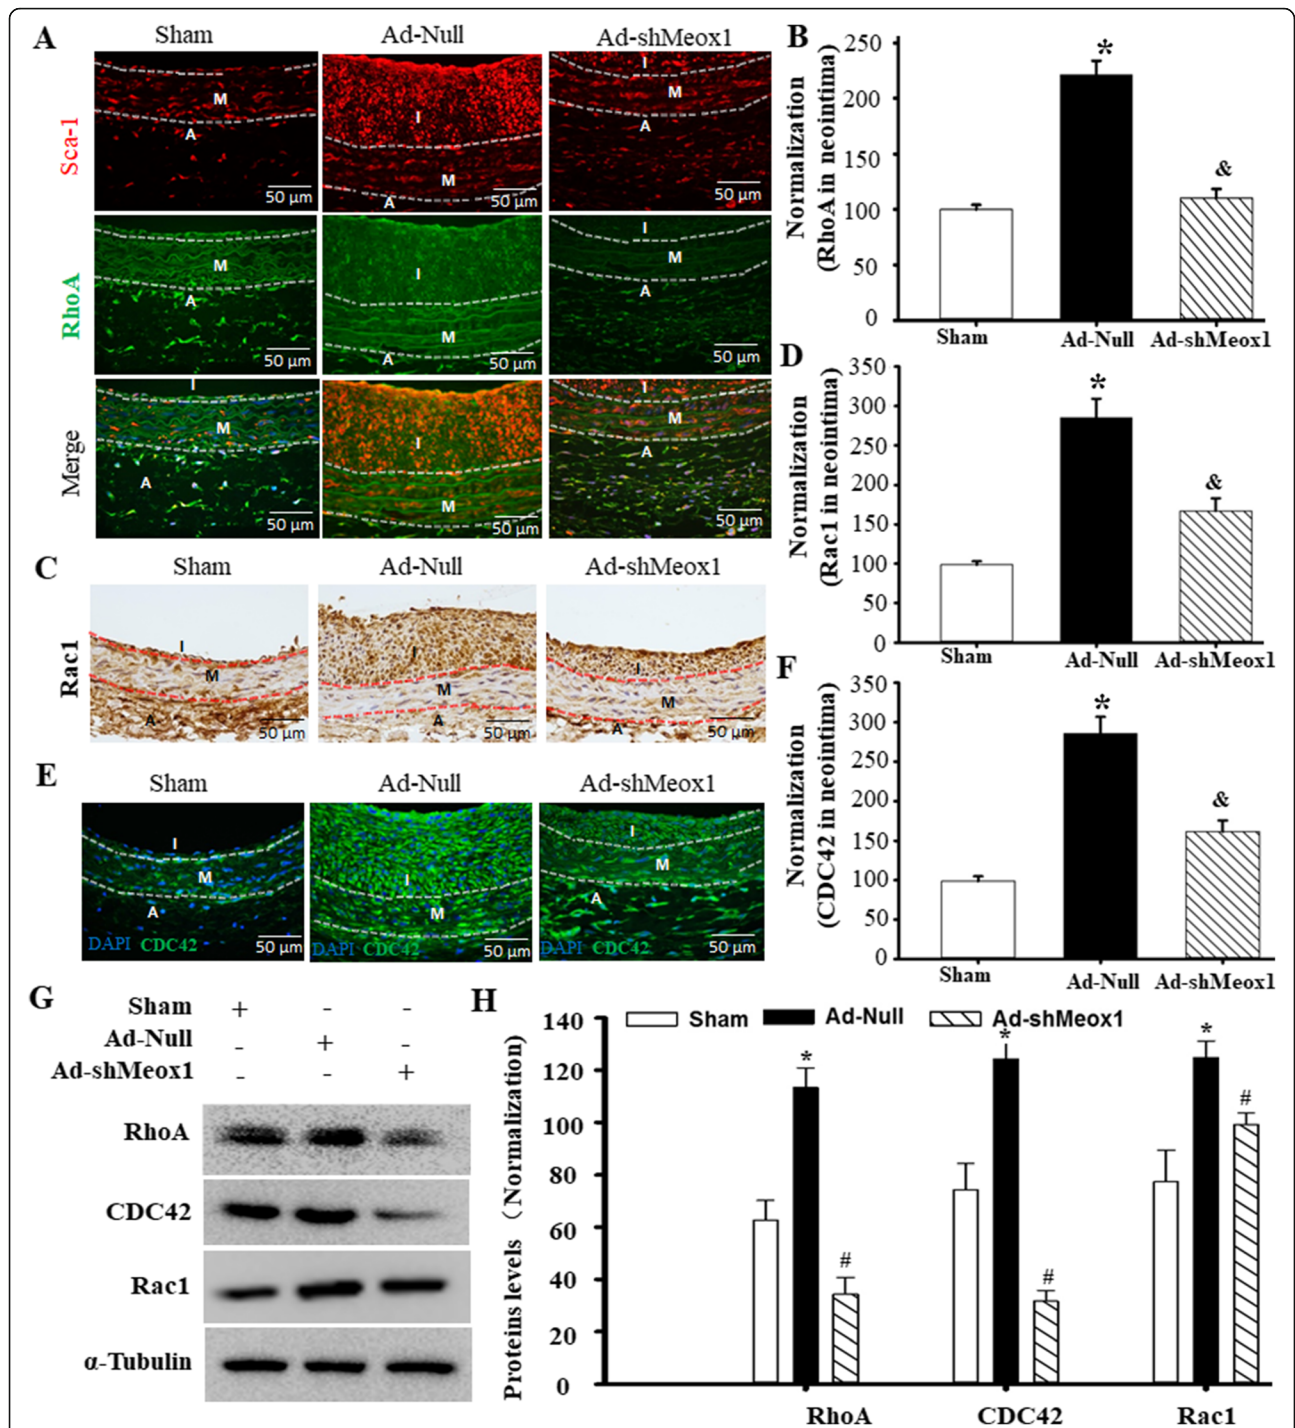 A
Sham
Ad-Null
Ad-shMeox1
Sca-1
M
A
50 µm
I
M
A
50 µm
I
M
A
50 µm
RhoA
M
A
50 µm
I
M
A
50 µm
I
M
A
50 µm
Merge
I
M
A
50 µm
I
M
50 µm
I
M
A
50 µm
B
Normalization
(RhoA in neointima)
250
200
150
100
50
0
*
&
Sham
Ad-Null
Ad-shMeox1
C
Sham
Ad-Null
Ad-shMeox1
Rac1
I
M
A
50 µm
I
M
A
50 µm
I
M
A
50 µm
D
Normalization
(Rac1 in neointima)
350
300
250
200
150
100
50
0
*
&
Sham
Ad-Null
Ad-shMeox1
E
Sham
Ad-Null
Ad-shMeox1
I
M
A
DAPI CDC42
50 µm
I
M
DAPI CDC42
50 µm
I
M
A
DAPI CDC42
50 µm
F
Normalization
(CDC42 in neointima)
350
300
250
200
150
100
50
0
*
&
Sham
Ad-Null
Ad-shMeox1
G
Sham + - -
Ad-Null - + -
Ad-shMeox1 - - +
RhoA
CDC42
Rac1
α-Tubulin
H
Sham Ad-Null Ad-shMeox1
Proteins levels（Normalization)
140
120
100
80
60
40
20
0
* # * # * #
RhoA CDC42 Rac1